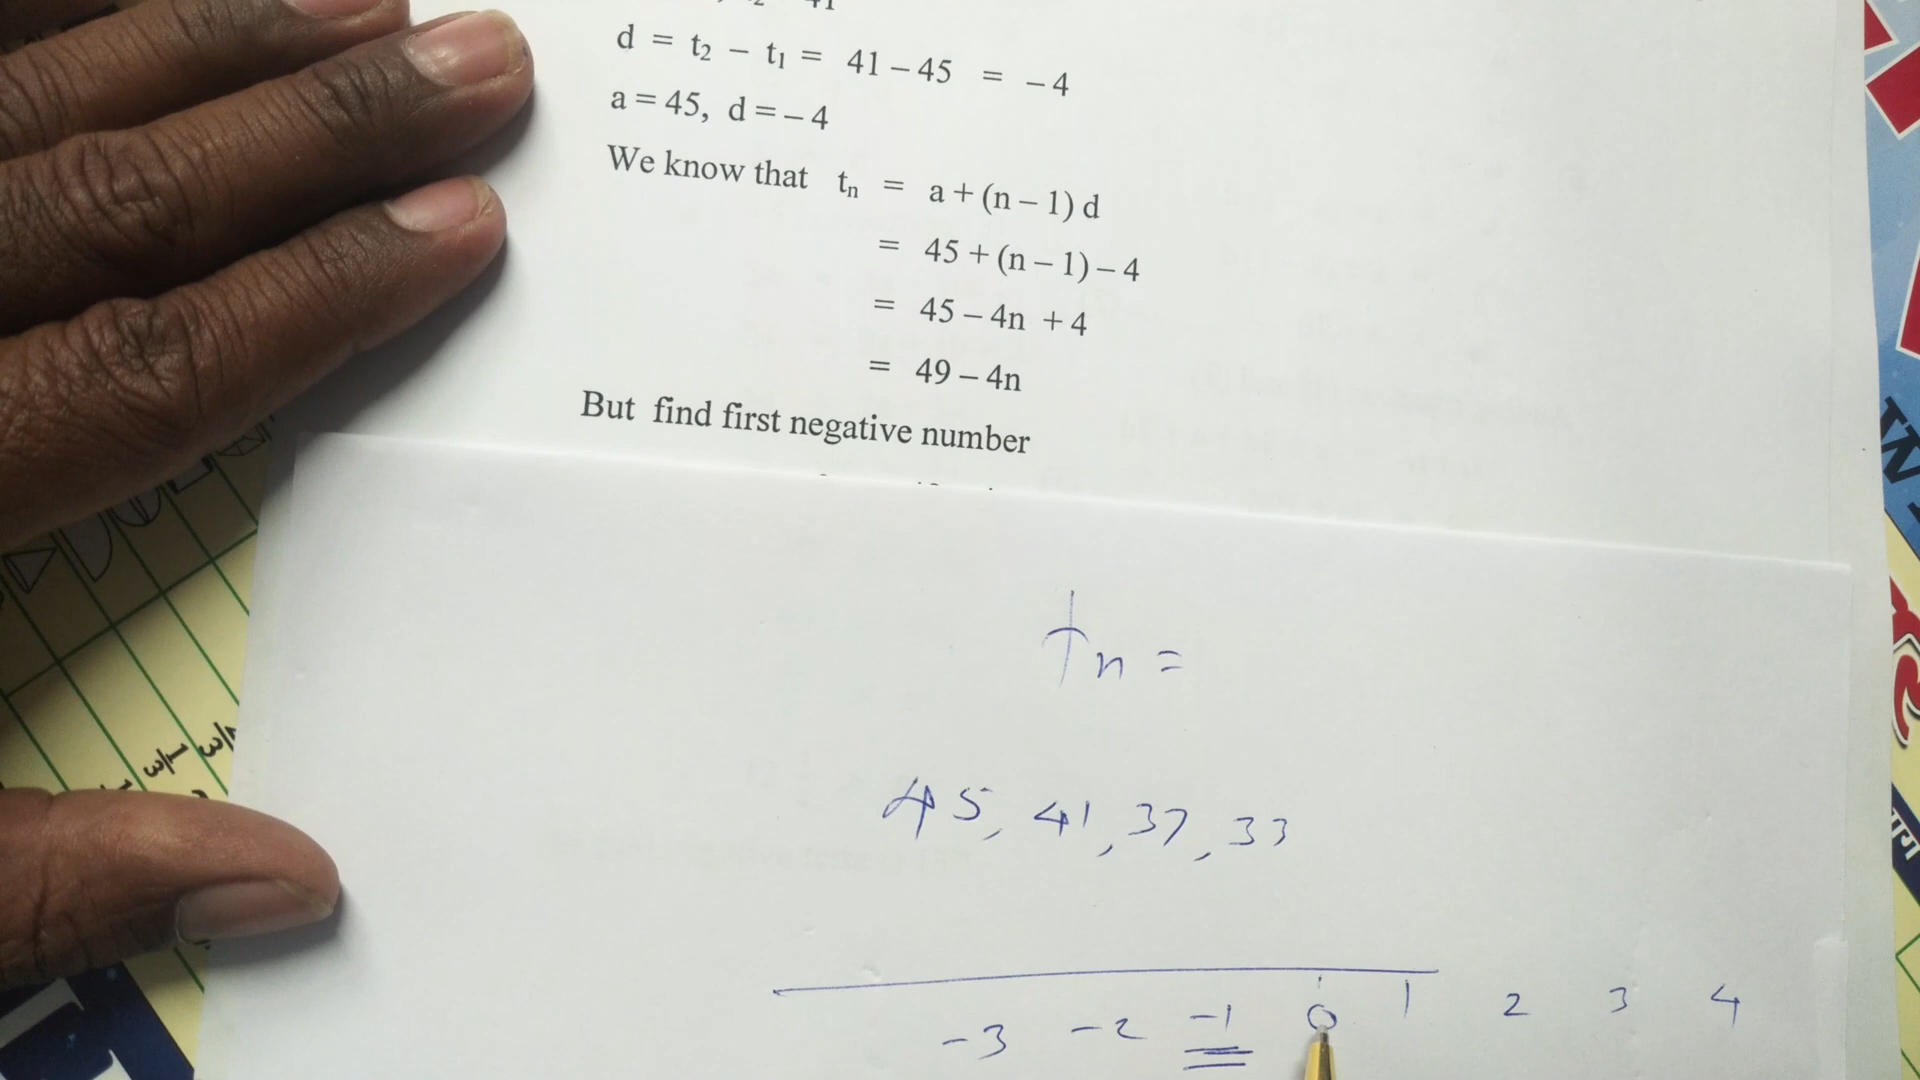 d = t₂ – t₁ = 41 – 45 = – 4
a = 45, d = – 4
We know that tₙ = a + (n – 1) d
= 45 + (n – 1) – 4
= 45 – 4n + 4
= 49 – 4n
But find first negative number
tn =
45, 41, 37, 33
-3 -2 -1 0 1 2 3 4